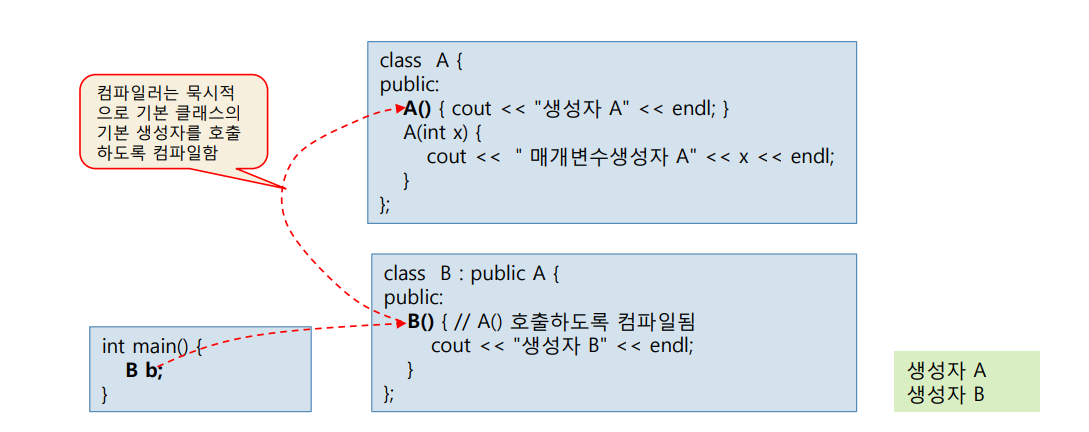 컴파일러는 묵시적
으로 기본 클래스의
기본 생성자를 호출
하도록 컴파일함
class A {
public:
A() { cout << "생성자 A" << endl; }
A(int x) {
cout << " 매개변수생성자 A" << x << endl;
}
};
class B : public A {
public:
B() { // A() 호출하도록 컴파일됨
cout << "생성자 B" << endl;
}
};
int main() {
B b;
}
생성자 A
생성자 B